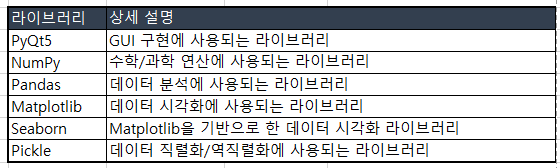 라이브러리 상세 설명
PyQt5 GUI 구현에 사용되는 라이브러리
NumPy 수학/과학 연산에 사용되는 라이브러리
Pandas 데이터 분석에 사용되는 라이브러리
Matplotlib 데이터 시각화에 사용되는 라이브러리
Seaborn Matplotlib을 기반으로 한 데이터 시각화 라이브러리
Pickle 데이터 직렬화/역직렬화에 사용되는 라이브러리